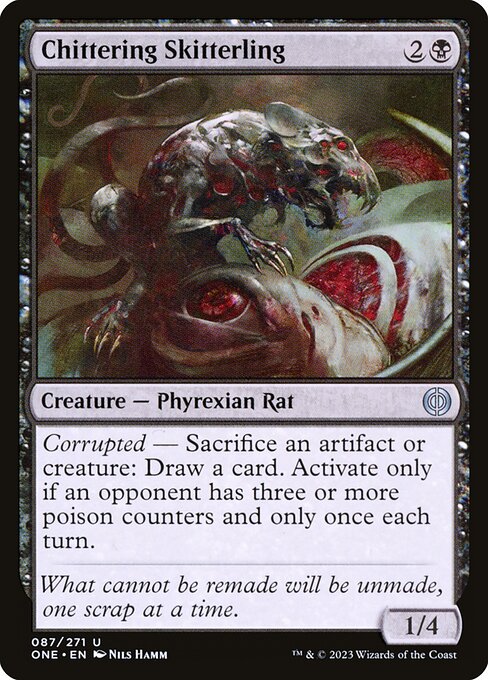 Chittering Skitterling 2
Creature — Phyrexian Rat
Corrupted — Sacrifice an artifact or
creature: Draw a card. Activate only
if an opponent has three or more
poison counters and only once each
turn.
What cannot be remade will be unmade,
one scrap at a time.
1/4
087/271 U
ONE • EN Nils Hamm
™ & © 2023 Wizards of the Coast